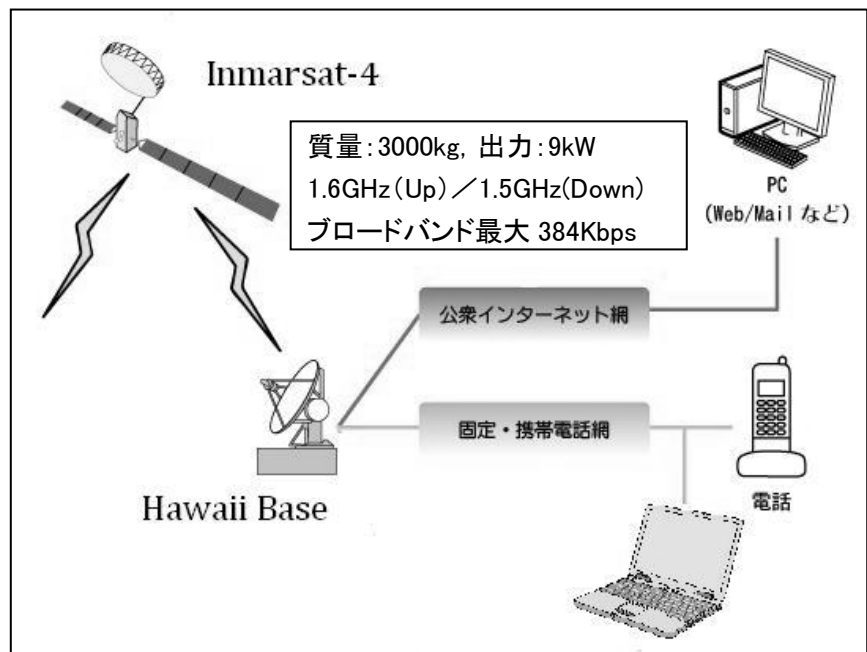 Inmarsat-4
質量:3000kg, 出力:9kW
1.6GHz(Up)/1.5GHz(Down)
ブロードバンド最大 384Kbps
PC
(Web/Mail など)
公衆インターネット網
固定・携帯電話網
電話
Hawaii Base